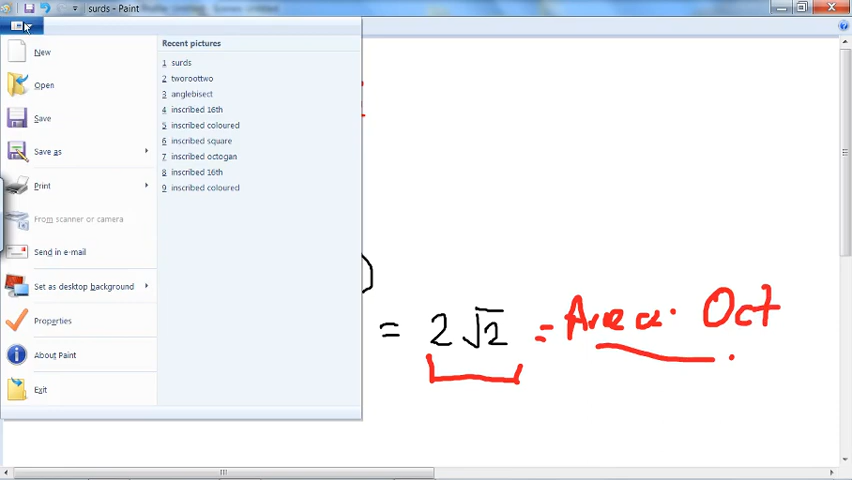 surds - Paint
Recent pictures
New
1 surds
2 tworoottwo
Open
3 anglebisect
4 inscribed 16th
Save
5 inscribed coloured
6 inscribed square
Save as
7 inscribed octogan
8 inscribed 16th
Print
9 inscribed coloured
From scanner or camera
Send in e-mail
Set as desktop background
Properties
About Paint
Exit
= 2√2 = Area. Oct